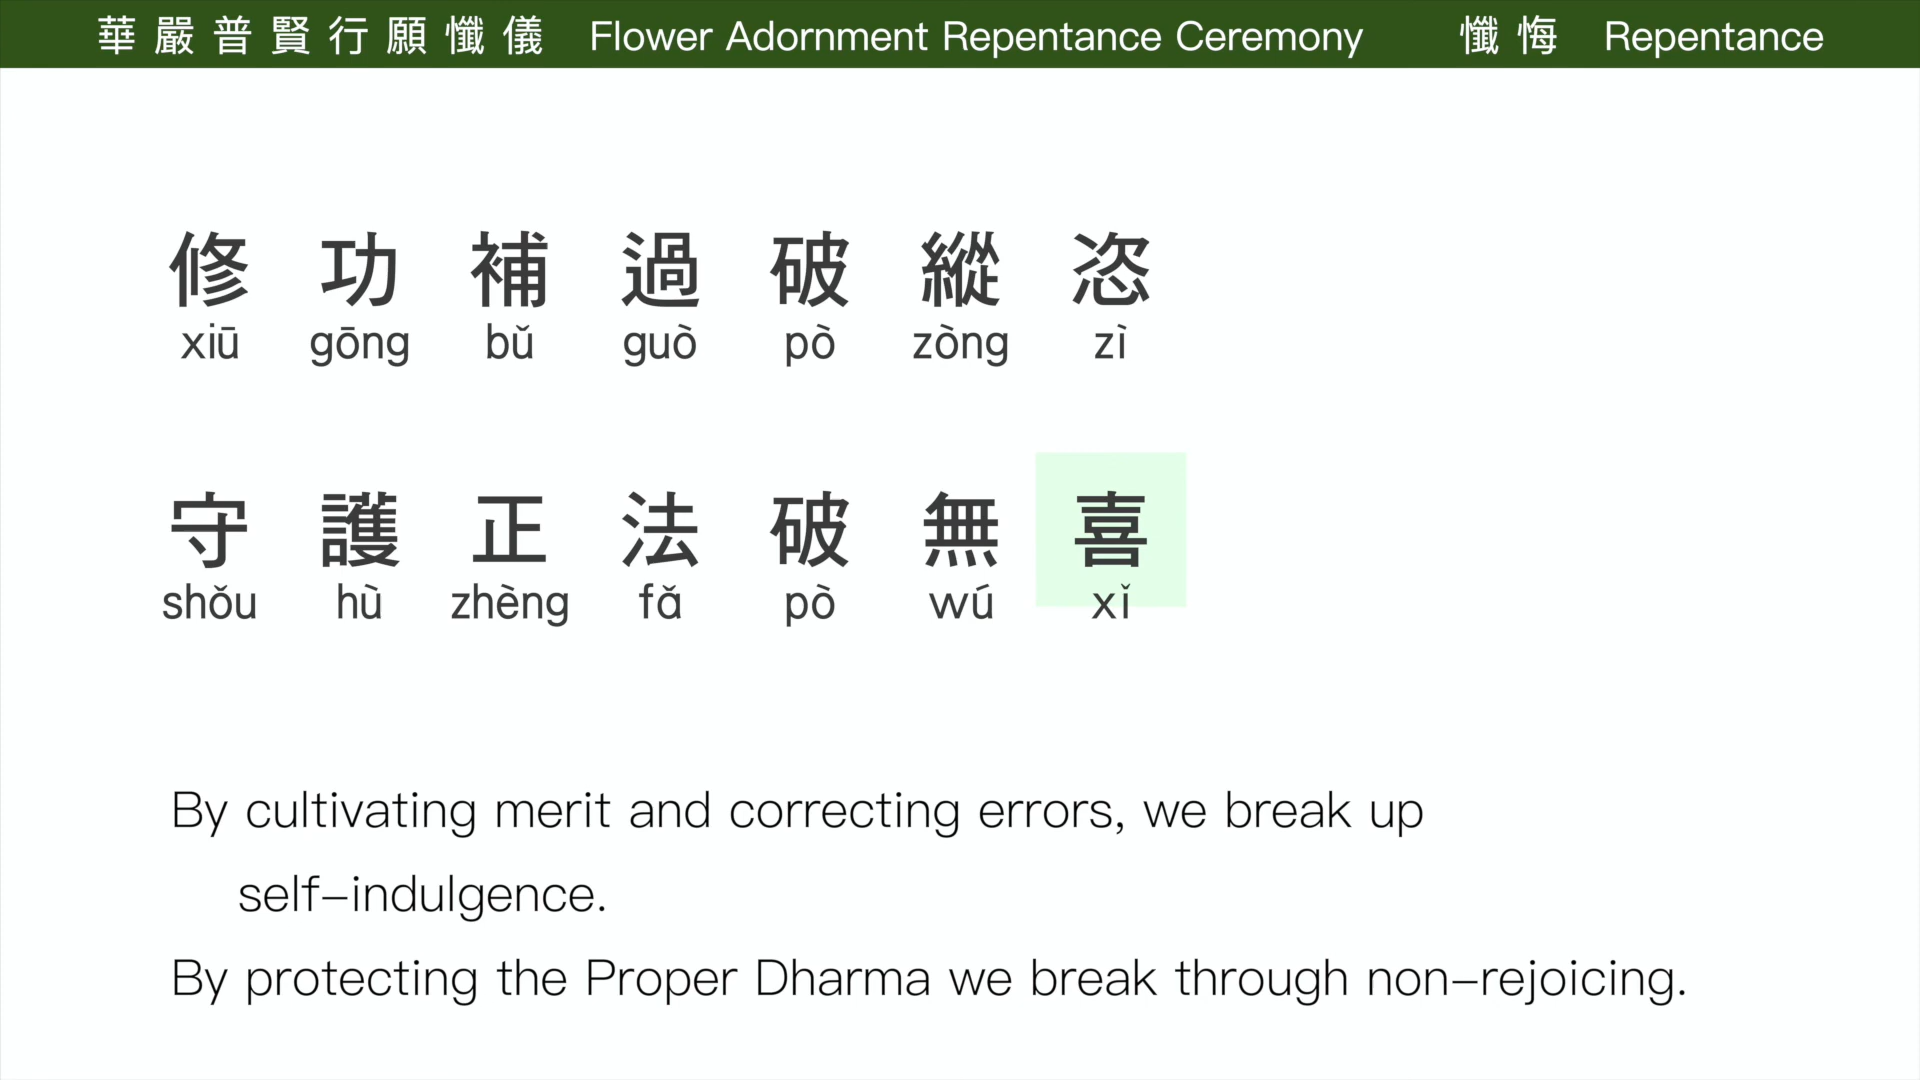 華嚴普賢行願懺儀 Flower Adornment Repentance Ceremony 懺悔 Repentance
修功補過破縱恣
xiū gōng bǔ guò pò zòng zì
守護正法破無喜
shǒu hù zhèng fǎ pò wú xǐ
By cultivating merit and correcting errors, we break up
self-indulgence.
By protecting the Proper Dharma we break through non-rejoicing.